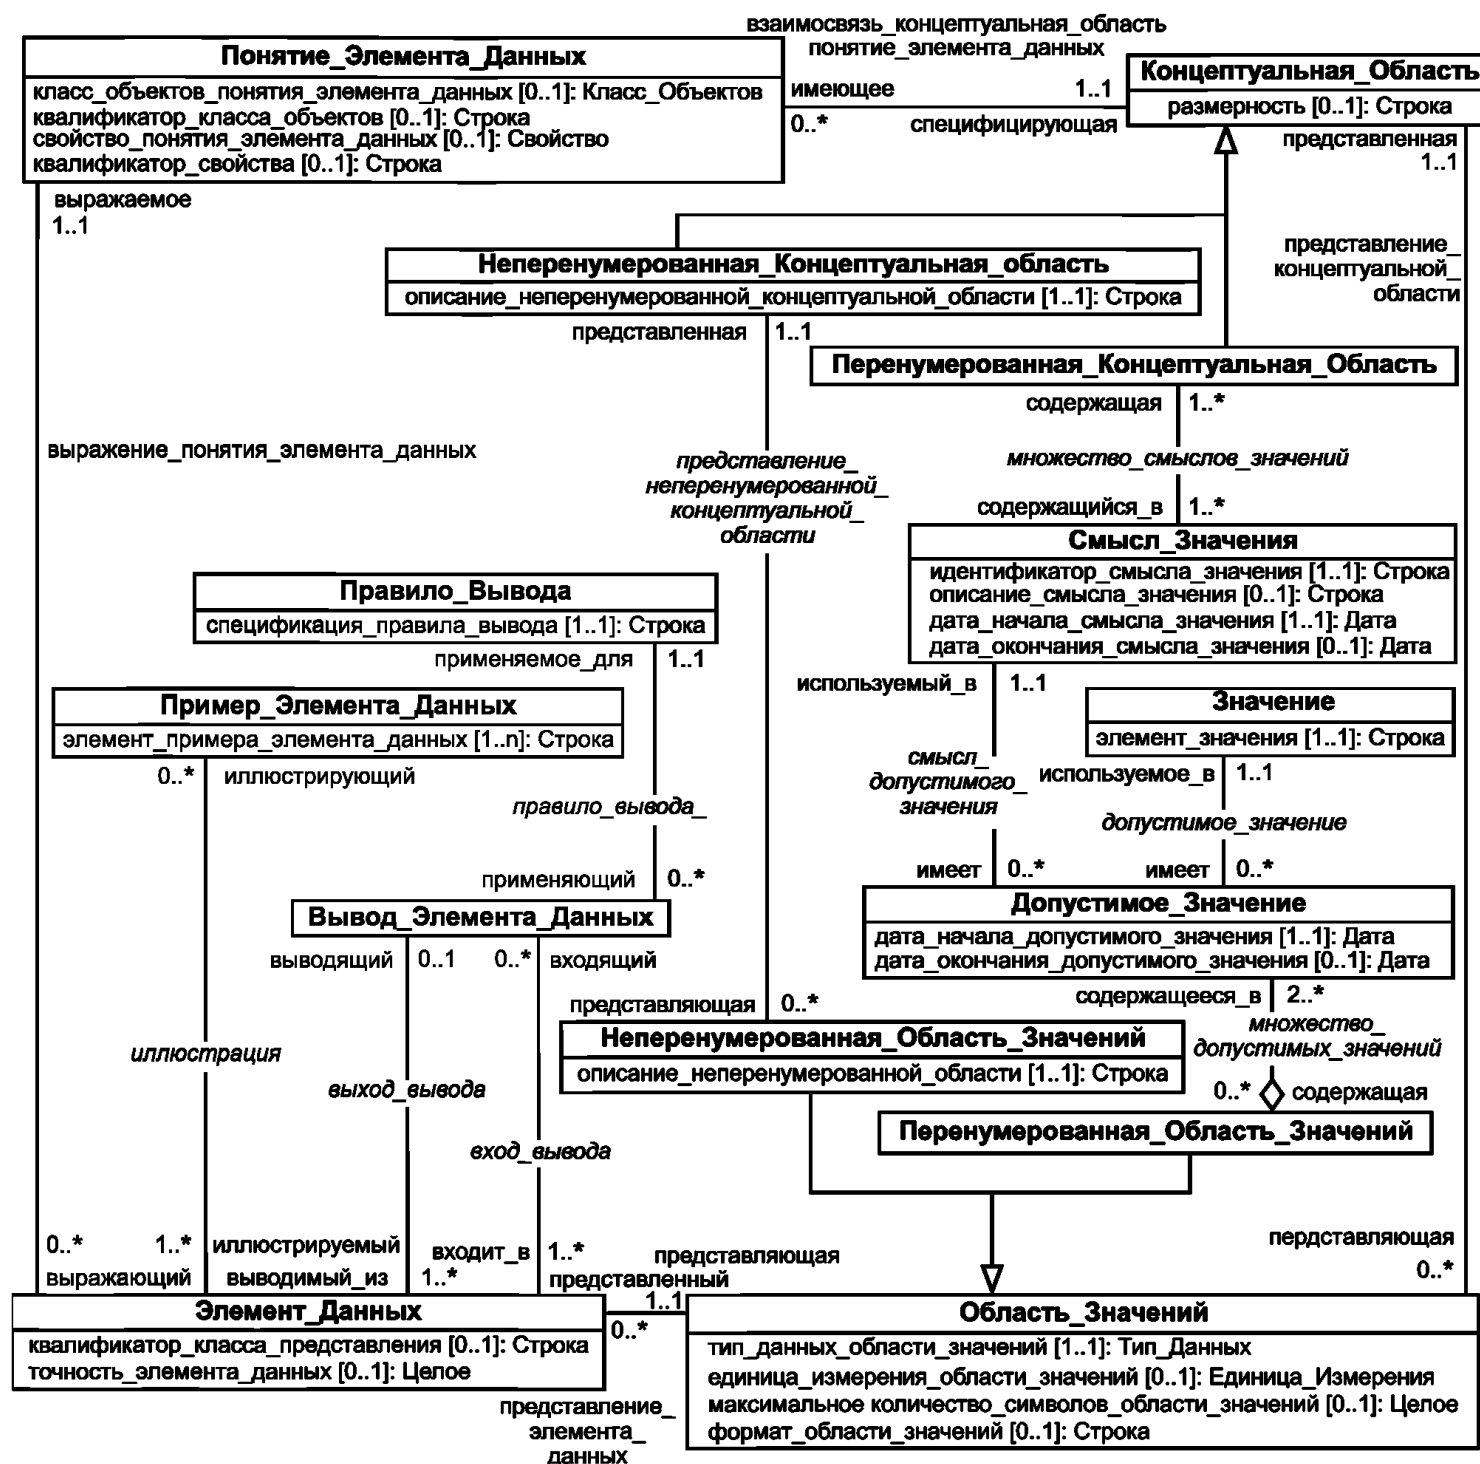 взаимосвязь_концептуальная_область
понятие_элемента_данных
Понятие_Элемента_Данных
класс_объектов_понятия_элемента_данных [0..1]: Класс_Объектов
квалификатор_класса_объектов [0..1]: Строка
свойство_понятия_элемента_данных [0..1]: Свойство
квалификатор_свойства [0..1]: Строка
имеющее
1..1
0..*
специфицирующая
Концептуальная_Область
размерность [0..1]: Строка
представленная
1..1
выражаемое
1..1
Неперенумерованная_Концептуальная_область
описание_неперенумерованной_концептуальной_области [1..1]: Строка
представление_
концептуальной_
области
представленная
1..1
Перенумерованная_Концептуальная_Область
содержащая
1..*
выражение_понятия_элемента_данных
представление_
неперенумерованной_
концептуальной_
области
множество_смыслов_значений
содержащийся_в
1..*
Смысл_Значения
идентификатор_смысла_значения [1..1]: Строка
описание_смысла_значения [0..1]: Строка
дата_начала_смысла_значения [1..1]: Дата
дата_окончания_смысла_значения [0..1]: Дата
Правило_Вывода
спецификация_правила_вывода [1..1]: Строка
применяемое_для
1..1
используемый_в
1..1
Пример_Элемента_Данных
элемент_примера_элемента_данных [1..n]: Строка
0..*
иллюстрирующий
Значение
элемент_значения [1..1]: Строка
используемое_в
1..1
смысл_
допустимого_
значения
правило_вывода_
допустимое_значение
применяющий
0..*
имеет
0..*
имеет
0..*
Вывод_Элемента_Данных
выводящий
0..1
0..*
входящий
Допустимое_Значение
дата_начала_допустимого_значения [1..1]: Дата
дата_окончания_допустимого_значения [0..1]: Дата
содержащееся_в
2..*
множество_
допустимых_значений
представляющая
0..*
Неперенумерованная_Область_Значений
описание_неперенумерованной_области [1..1]: Строка
0..*
содержащая
Перенумерованная_Область_Значений
иллюстрация
выход_вывода
вход_вывода
0..*
выражающий
1..*
иллюстрируемый
выводимый_из
1..*
входит_в
1..*
представляющая
представленный
1..1
0..*
пердставляющая
0..*
Элемент_Данных
квалификатор_класса_представления [0..1]: Строка
точность_элемента_данных [0..1]: Целое
представление_
элемента_
данных
Область_Значений
тип_данных_области_значений [1..1]: Тип_Данных
единица_измерения_области_значений [0..1]: Единица_Измерения
максимальное количество_символов_области_значений [0..1]: Целое
формат_области_значений [0..1]: Строка